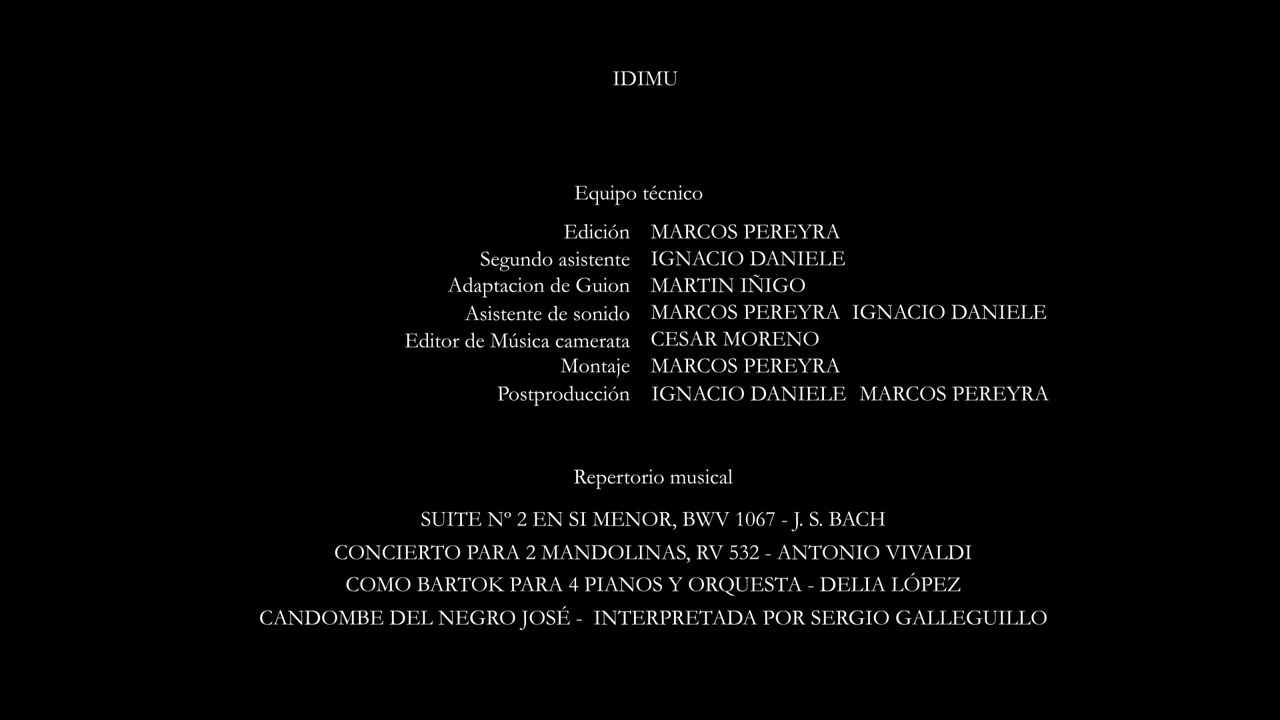 IDIMU
Equipo técnico
Edición MARCOS PEREYRA
Segundo asistente IGNACIO DANIELE
Adaptacion de Guion MARTIN IÑIGO
Asistente de sonido MARCOS PEREYRA IGNACIO DANIELE
Editor de Música camerata CESAR MORENO
Montaje MARCOS PEREYRA
Postproducción IGNACIO DANIELE MARCOS PEREYRA
Repertorio musical
SUITE Nº 2 EN SI MENOR, BWV 1067 - J. S. BACH
CONCIERTO PARA 2 MANDOLINAS, RV 532 - ANTONIO VIVALDI
COMO BARTOK PARA 4 PIANOS Y ORQUESTA - DELIA LÓPEZ
CANDOMBE DEL NEGRO JOSÉ - INTERPRETADA POR SERGIO GALLEGUILLO